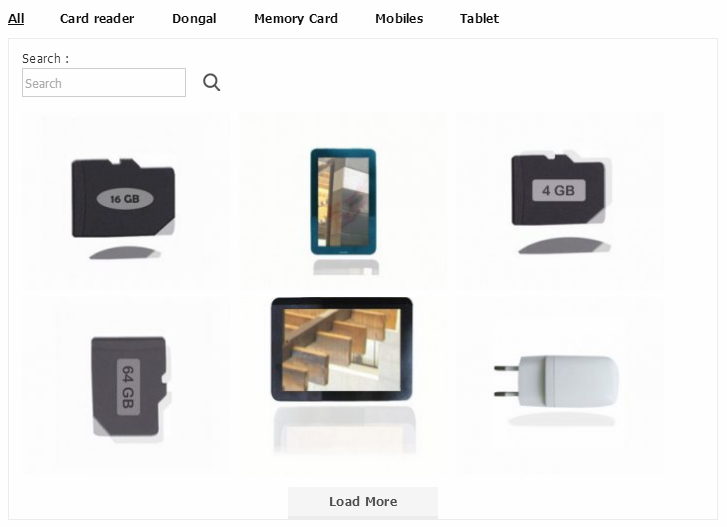 All Card reader Dongal Memory Card Mobiles Tablet
Search :
Search
16 GB
4 GB
64 GB
Load More